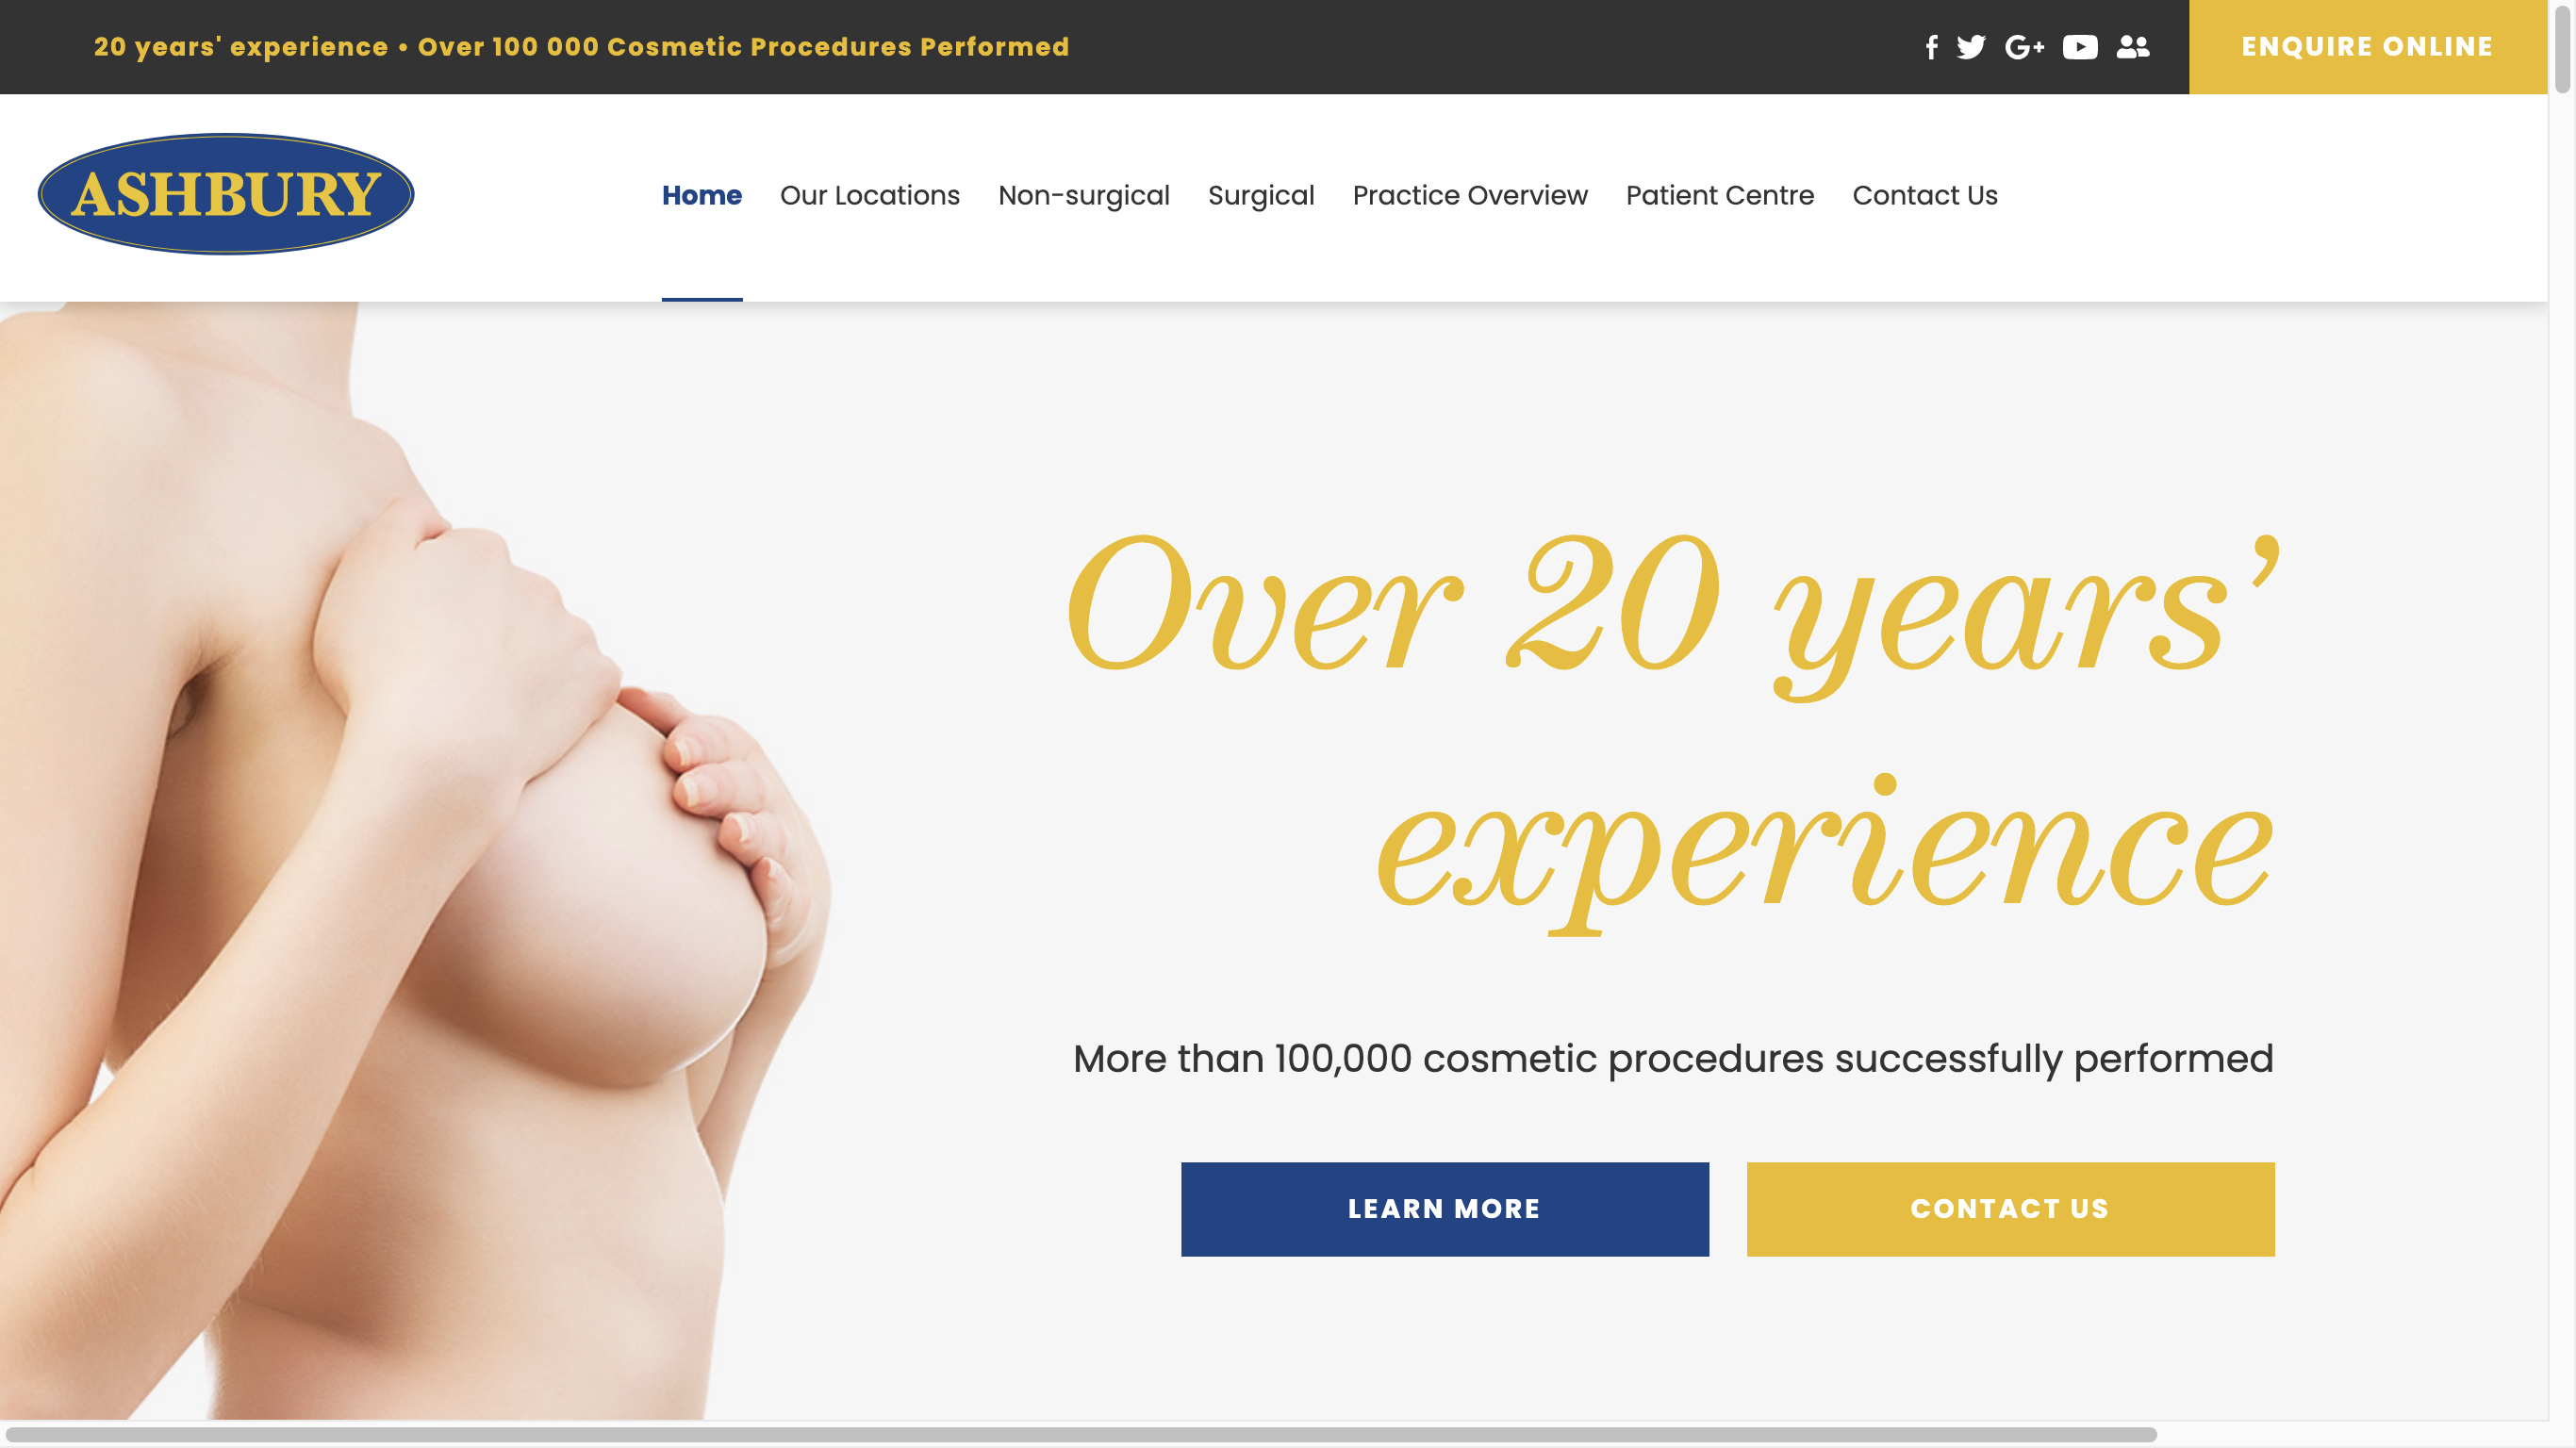 20 years' experience • Over 100 000 Cosmetic Procedures Performed
ENQUIRE ONLINE
ASHBURY
Home Our Locations Non-surgical Surgical Practice Overview Patient Centre Contact Us
Over 20 years’
experience
More than 100,000 cosmetic procedures successfully performed
LEARN MORE CONTACT US